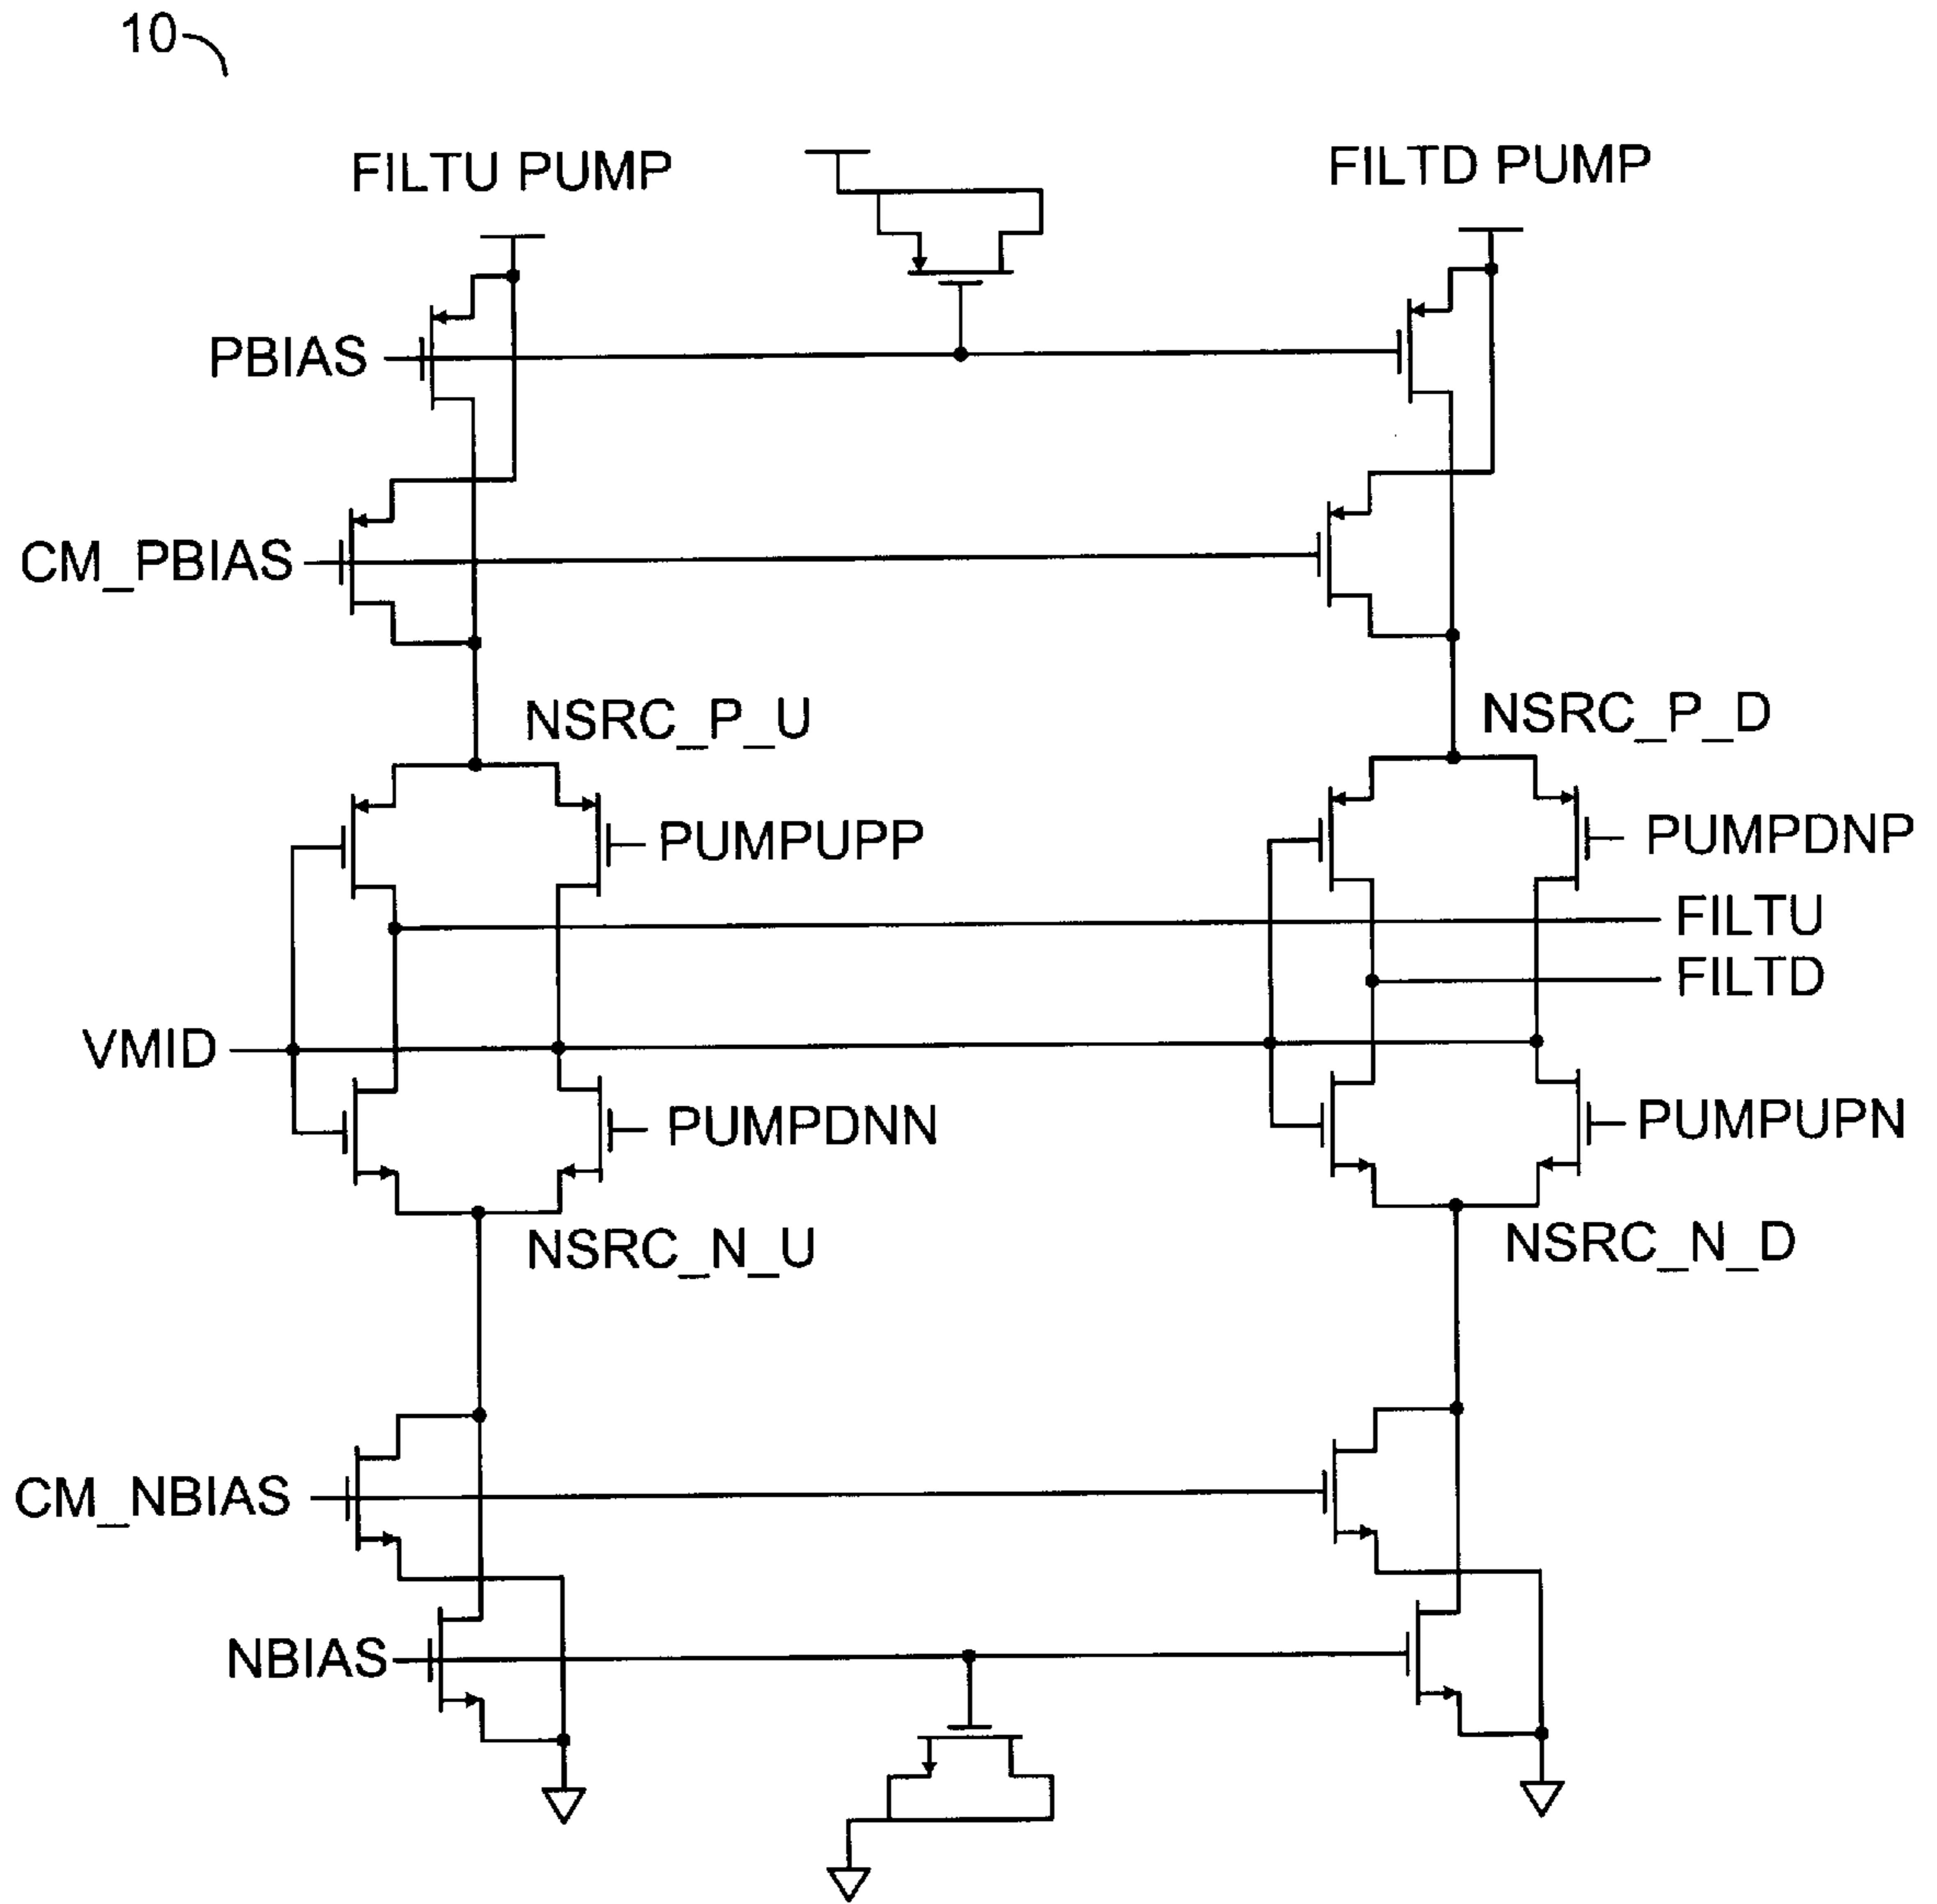 10
FILTU PUMP
FILTD PUMP
PBIAS
CM_PBIAS
NSRC_P_U
NSRC_P_D
PUMPUPP
PUMPDNP
FILTU
FILTD
VMID
PUMPDNN
PUMPUPN
NSRC_N_U
NSRC_N_D
CM_NBIAS
NBIAS